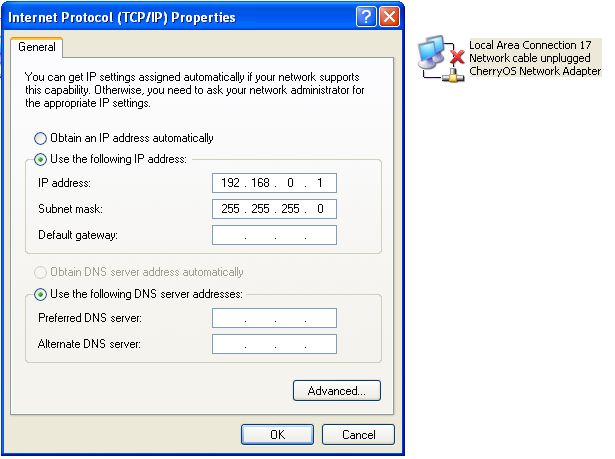 Internet Protocol (TCP/IP) Properties
General
You can get IP settings assigned automatically if your network supports
this capability. Otherwise, you need to ask your network administrator for
the appropriate IP settings.
Obtain an IP address automatically
Use the following IP address:
IP address: 192 . 168 . 0 . 1
Subnet mask: 255 . 255 . 255 . 0
Default gateway: . . .
Obtain DNS server address automatically
Use the following DNS server addresses:
Preferred DNS server: . . .
Alternate DNS server: . . .
Advanced...
OK Cancel
Local Area Connection 17
Network cable unplugged
CherryOS Network Adapter